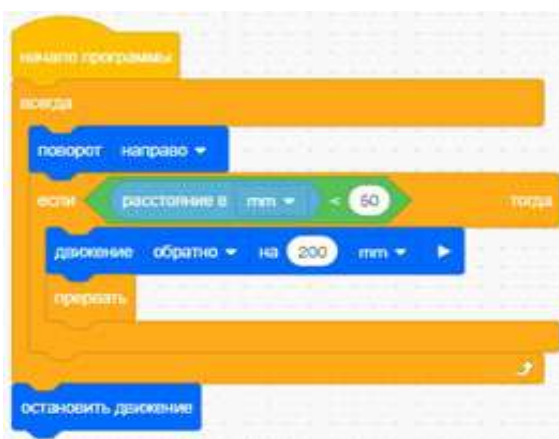 начало программы
всегда
поворот направо
если расстояние в mm < 50 тогда
движение обратно на 200 mm
прервать
остановить движение